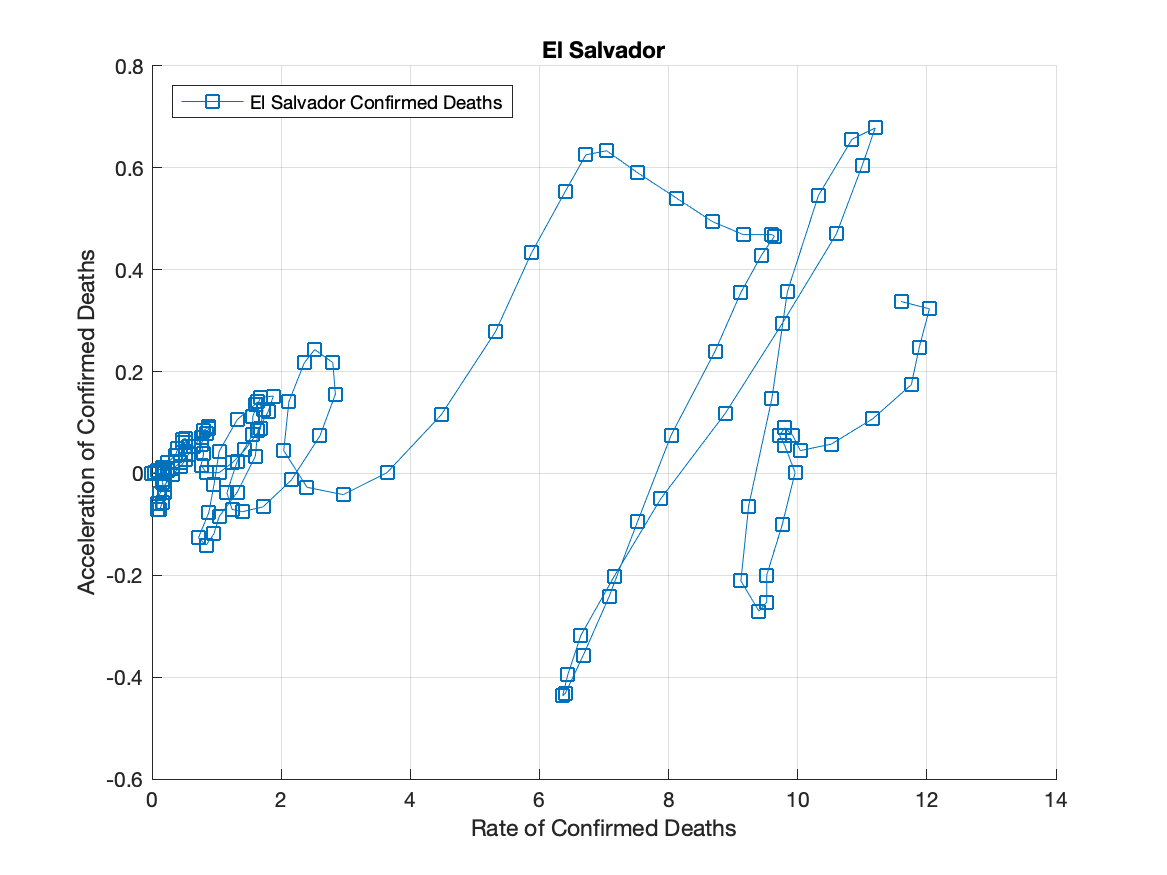 El Salvador
El Salvador Confirmed Deaths
0.8
0.6
0.4
0.2
0
-0.2
-0.4
-0.6
0 2 4 6 8 10 12 14
Acceleration of Confirmed Deaths
Rate of Confirmed Deaths